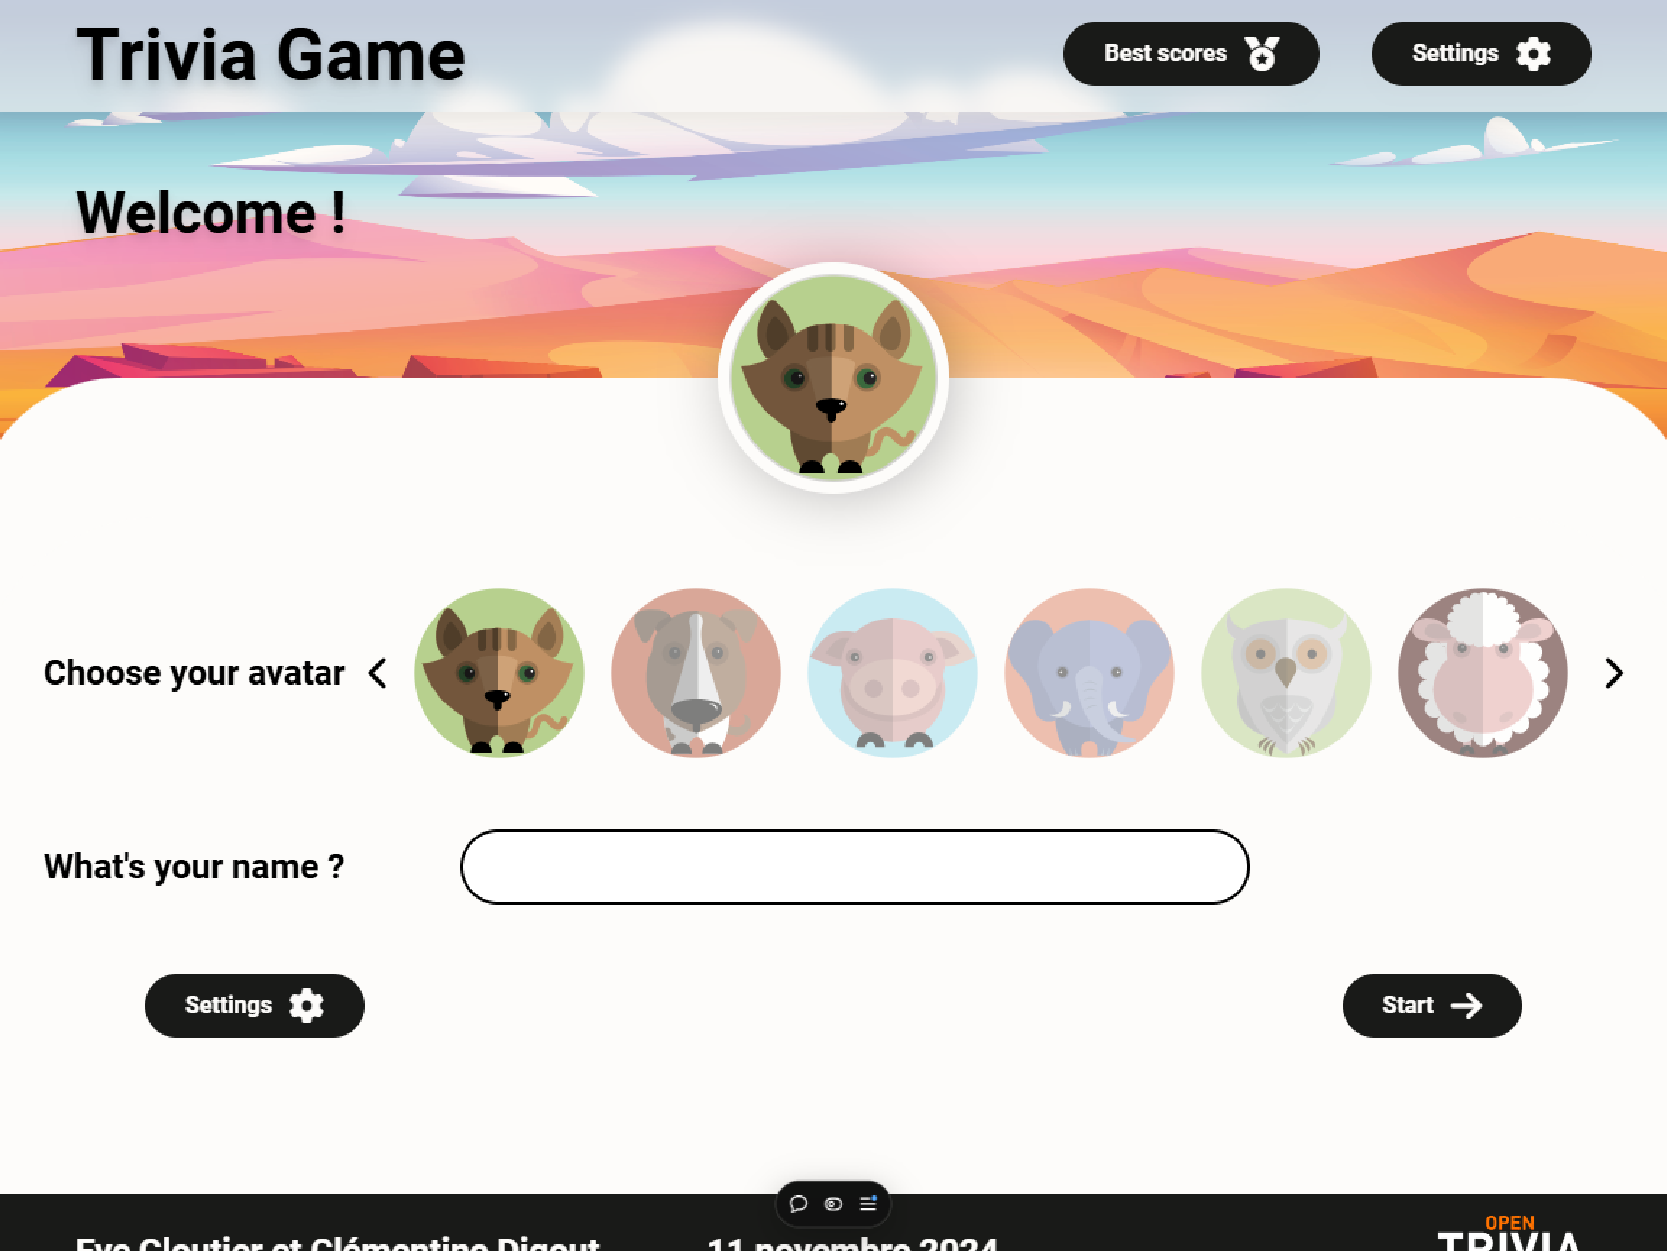 Trivia Game
Best scores
Settings
Welcome !
Choose your avatar
What's your name ?
Settings
Start
Eve Cloutier et Clémentine Digout
11 novembre 2024
OPEN
TRIVIA